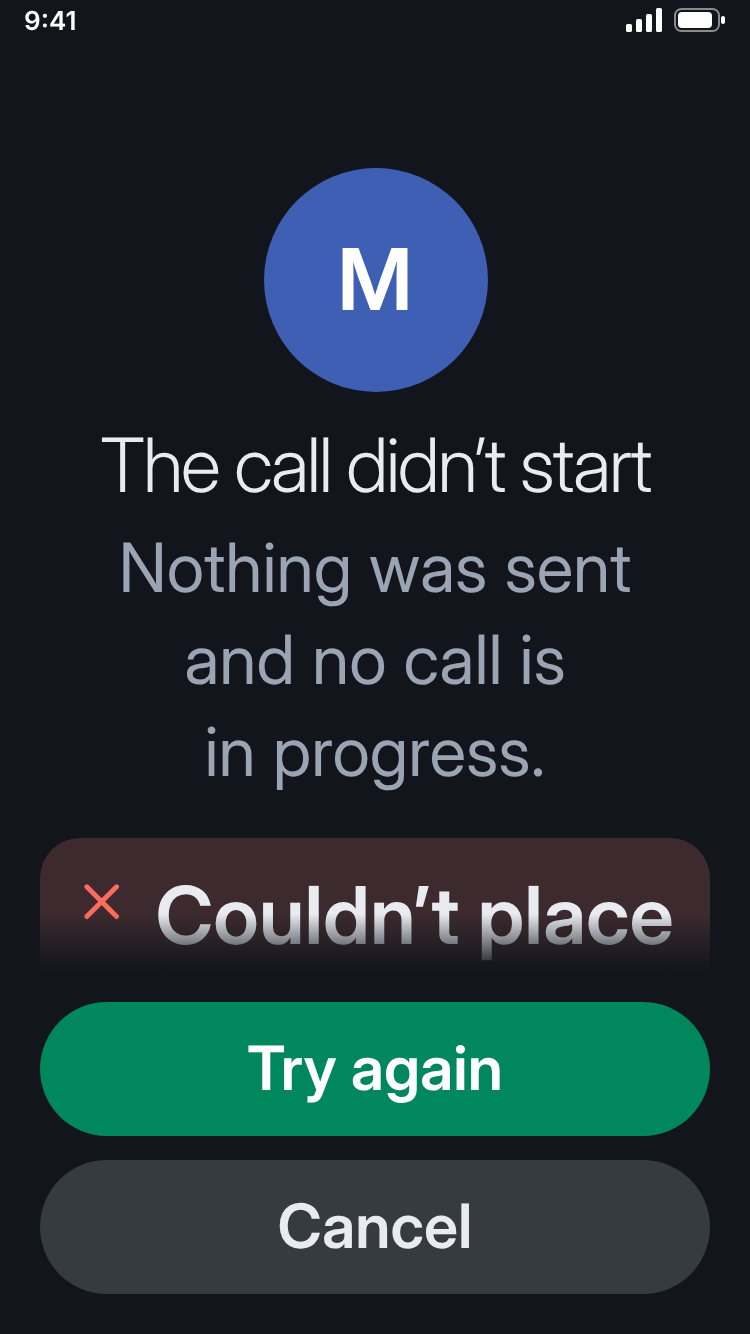 9:41
M
The call didn’t start
Nothing was sent
and no call is
in progress.
Couldn’t place
Try again
Cancel